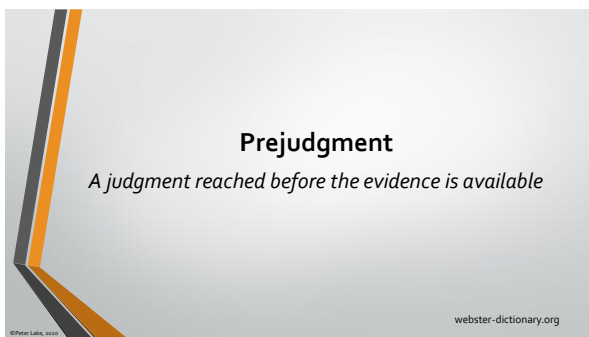 Prejudgment
A judgment reached before the evidence is available
webster-dictionary.org
©Peter Lake, 2020